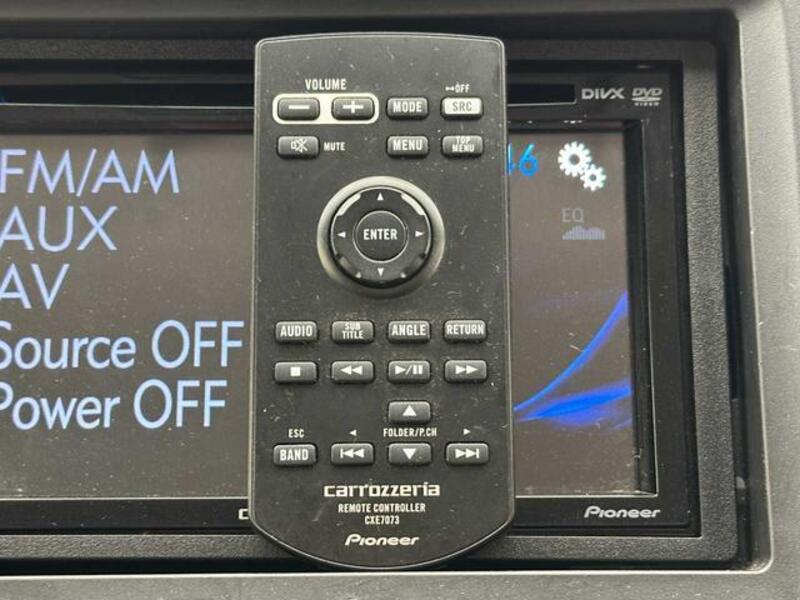 VOLUME
OFF
MODE
SRC
MUTE
MENU
TOP
MENU
ENTER
AUDIO
SUB
TITLE
ANGLE
RETURN
ESC
FOLDER/P.CH
BAND
carrozzeria
REMOTE CONTROLLER
CXE7073
Pioneer
DIVX
DVD
VIDEO
FM/AM
AUX
AV
Source OFF
Power OFF
46
EQ
Pioneer